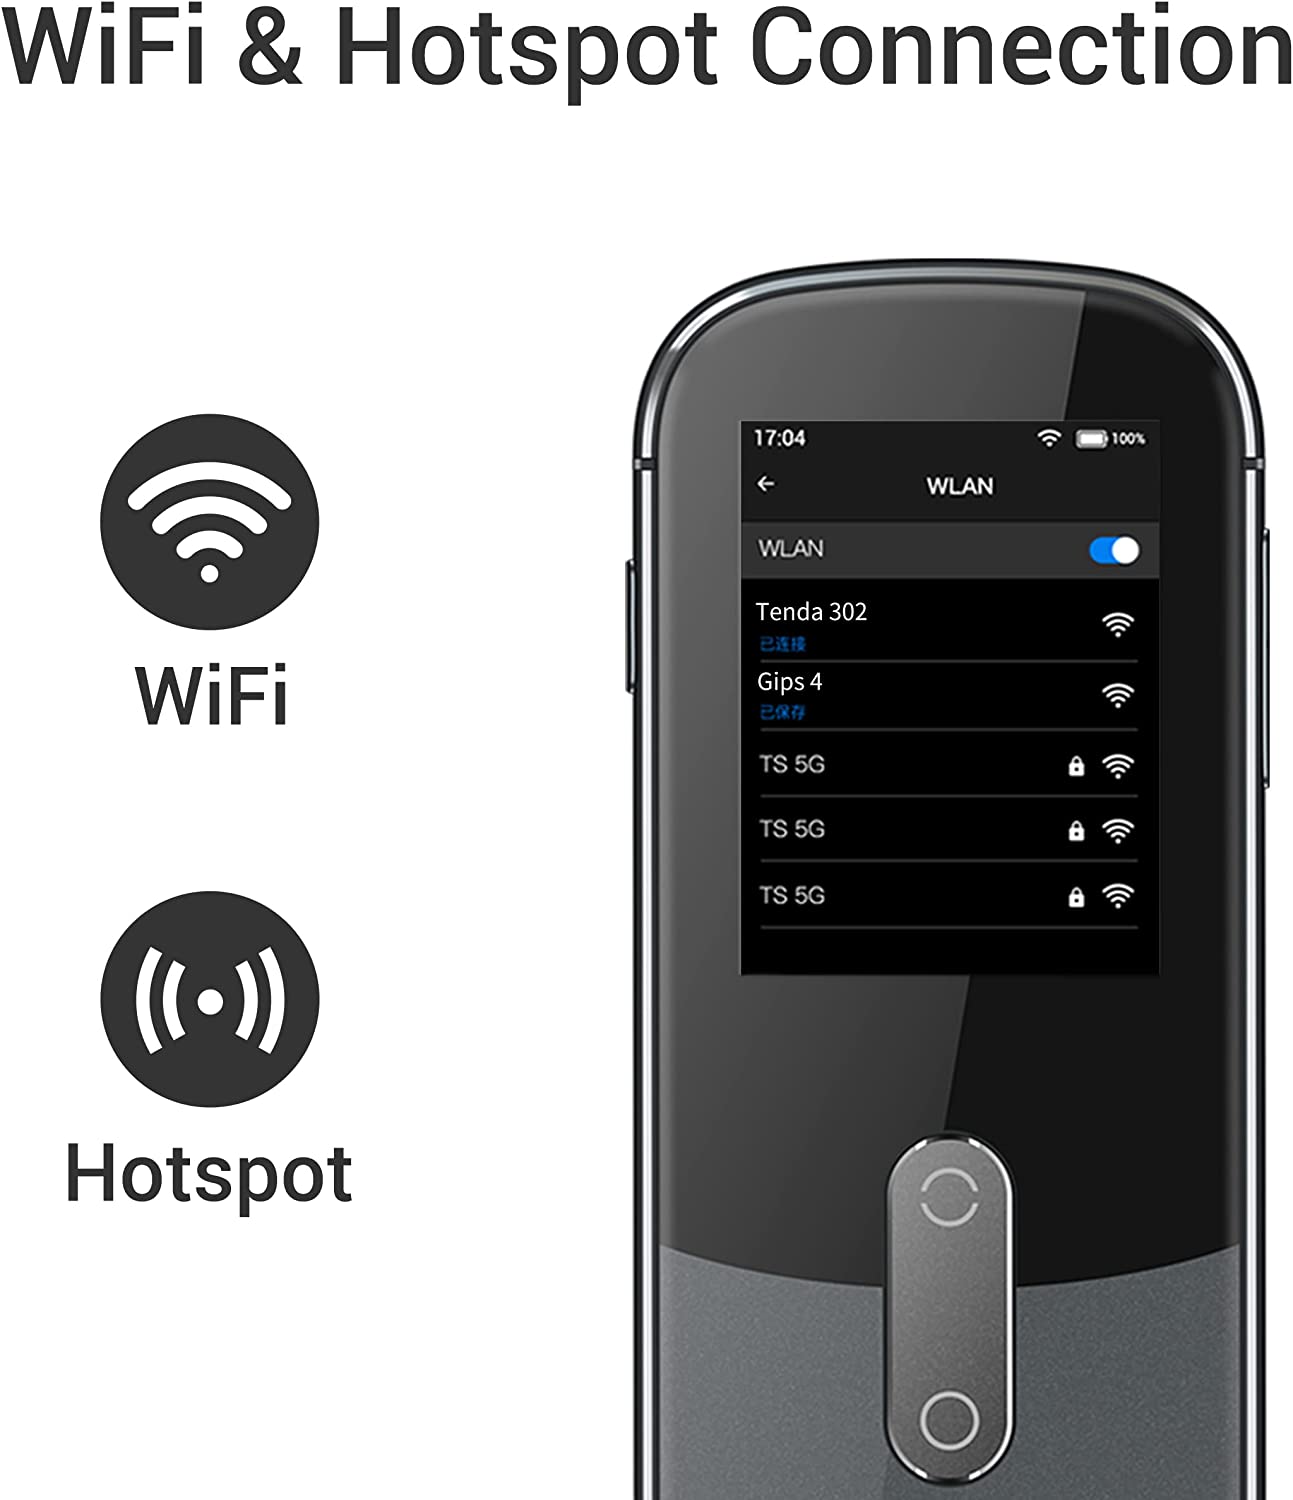 WiFi & Hotspot Connection
17:04
100%
WLAN
WLAN
Tenda 302
已连接
Gips 4
已保存
TS 5G
TS 5G
TS 5G
WiFi
Hotspot